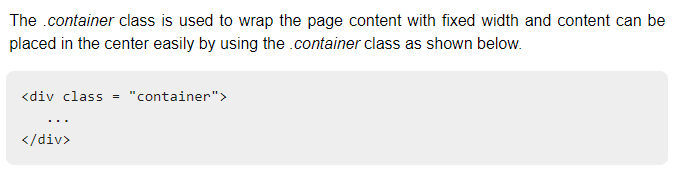 The .container class is used to wrap the page content with fixed width and content can be
placed in the center easily by using the .container class as shown below.
<div class = "container">
   ...
</div>